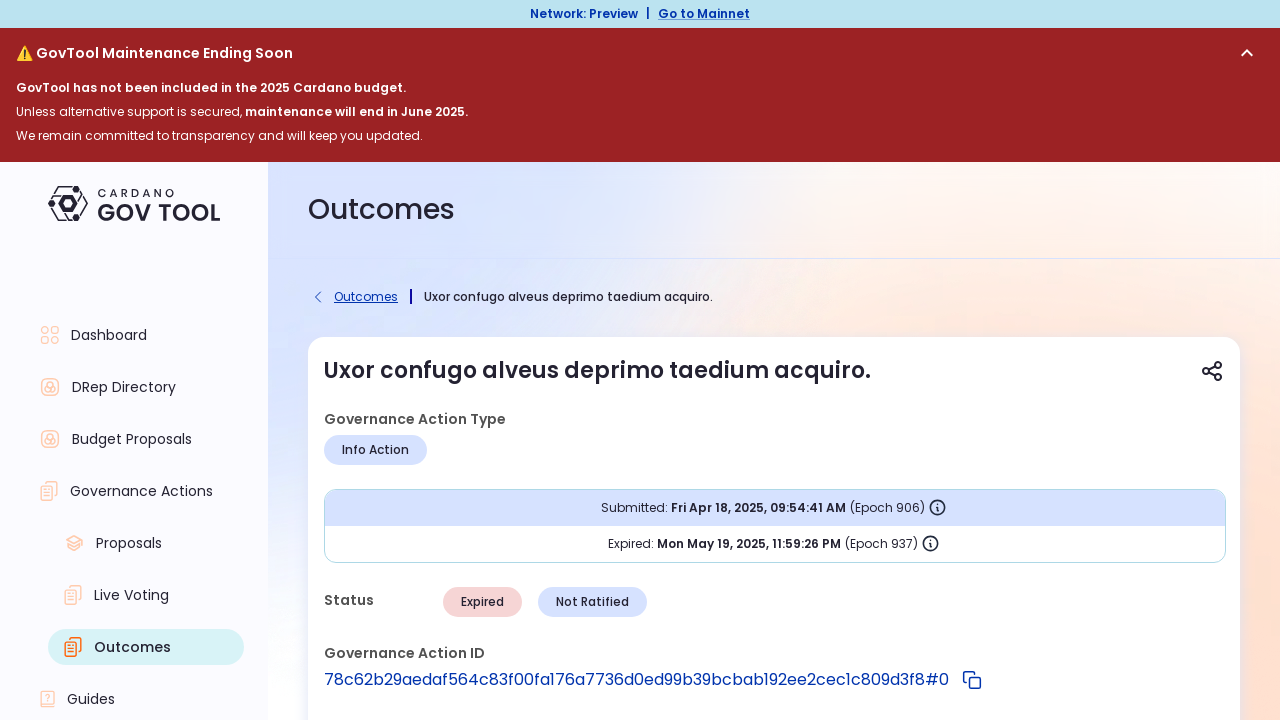 Network: Preview | Go to Mainnet
⚠️ GovTool Maintenance Ending Soon
GovTool has not been included in the 2025 Cardano budget.
Unless alternative support is secured, maintenance will end in June 2025.
We remain committed to transparency and will keep you updated.
CARDANO
GOV TOOL
Outcomes
Outcomes | Uxor confugo alveus deprimo taedium acquiro.
Dashboard
DRep Directory
Budget Proposals
Governance Actions
Proposals
Live Voting
Outcomes
Guides
Uxor confugo alveus deprimo taedium acquiro.
Governance Action Type
Info Action
Submitted: Fri Apr 18, 2025, 09:54:41 AM (Epoch 906)
Expired: Mon May 19, 2025, 11:59:26 PM (Epoch 937)
Status Expired Not Ratified
Governance Action ID
78c62b29aedaf564c83f00fa176a7736d0ed99b39bcbab192ee2cec1c809d3f8#0